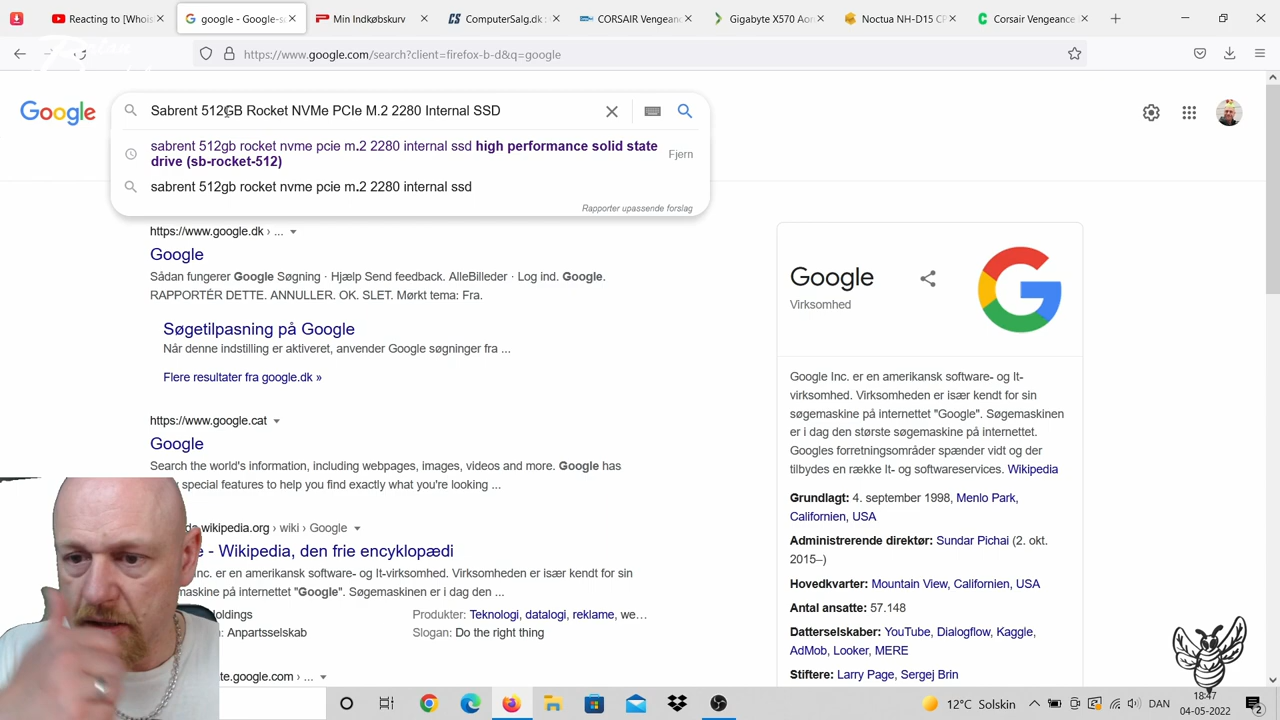 Reacting to [Whois
google - Google-s
Min Indkøbskurv
ComputerSalg.dk :
CORSAIR Vengeanc
Gigabyte X570 Aor
Noctua NH-D15 CP
Corsair Vengeance
https://www.google.com/search?client=firefox-b-d&q=google
Google
Sabrent 512GB Rocket NVMe PCIe M.2 2280 Internal SSD
sabrent 512gb rocket nvme pcie m.2 2280 internal ssd high performance solid state
drive (sb-rocket-512)
Fjern
sabrent 512gb rocket nvme pcie m.2 2280 internal ssd
Rapporter upassende forslag
https://www.google.dk › ...
Google
Sådan fungerer Google Søgning · Hjælp Send feedback. AlleBilleder · Log ind. Google.
RAPPORTÉR DETTE. ANNULLER. OK. SLET. Mørkt tema: Fra.
Søgetilpasning på Google
Når denne indstilling er aktiveret, anvender Google søgninger fra ...
Flere resultater fra google.dk »
https://www.google.cat
Google
Search the world's information, including webpages, images, videos and more. Google has
special features to help you find exactly what you're looking ...
.wikipedia.org › wiki › Google
- Wikipedia, den frie encyklopædi
Inc. er en amerikansk software- og It-virksomhed. Virksomheden er især kendt for sin
maskine på internettet "Google". Søgemaskinen er i dag den ...
oldings
Produkter: Teknologi, datalogi, reklame, we...
: Anpartsselskab
Slogan: Do the right thing
te.google.com › ...
Google
Virksomhed
Google Inc. er en amerikansk software- og It-
virksomhed. Virksomheden er især kendt for sin
søgemaskine på internettet "Google". Søgemaskinen
er i dag den største søgemaskine på internettet.
Googles forretningsområder spænder vidt og der
tilbydes en række It- og softwareservices. Wikipedia
Grundlagt: 4. september 1998, Menlo Park,
Californien, USA
Administrerende direktør: Sundar Pichai (2. okt.
2015–)
Hovedkvarter: Mountain View, Californien, USA
Antal ansatte: 57.148
Datterselskaber: YouTube, Dialogflow, Kaggle,
AdMob, Looker, MERE
Stiftere: Larry Page, Sergej Brin
12°C Solskin
DAN
18:47
04-05-2022
2